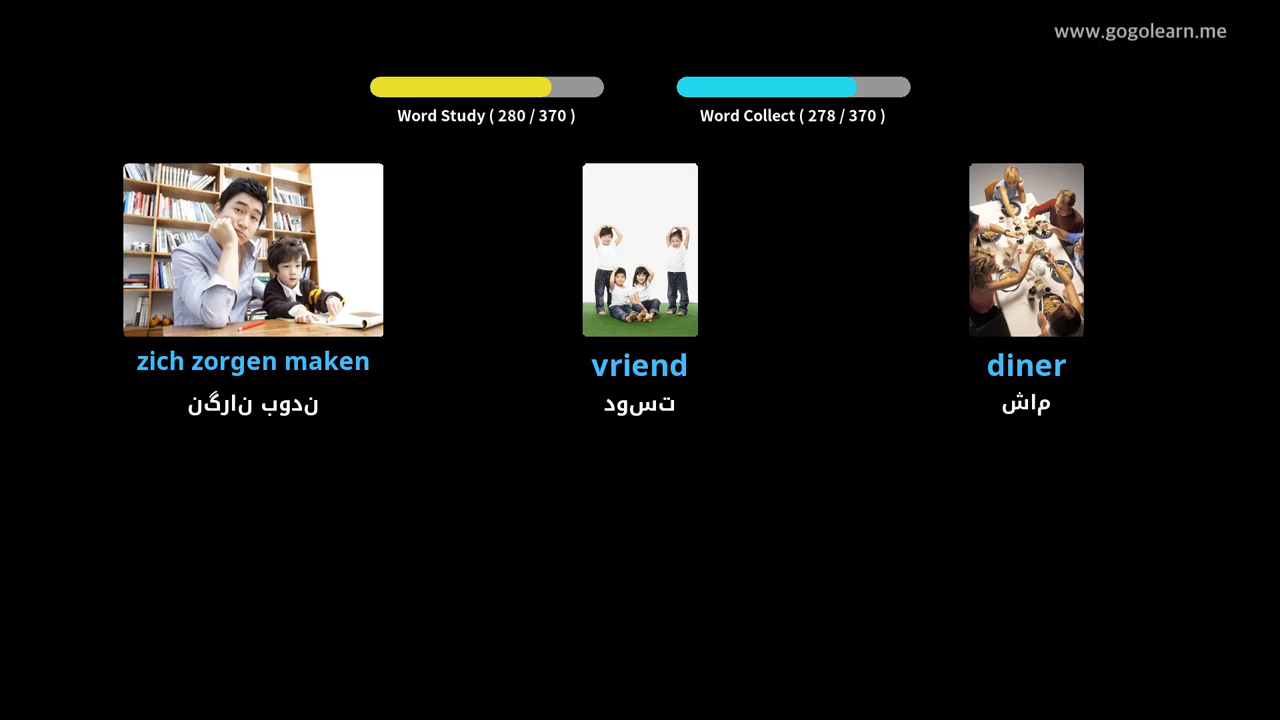 www.gogolearn.me
Word Study ( 280 / 370 )
Word Collect ( 278 / 370 )
zich zorgen maken
vriend
diner
نگران بودن
دوست
شام